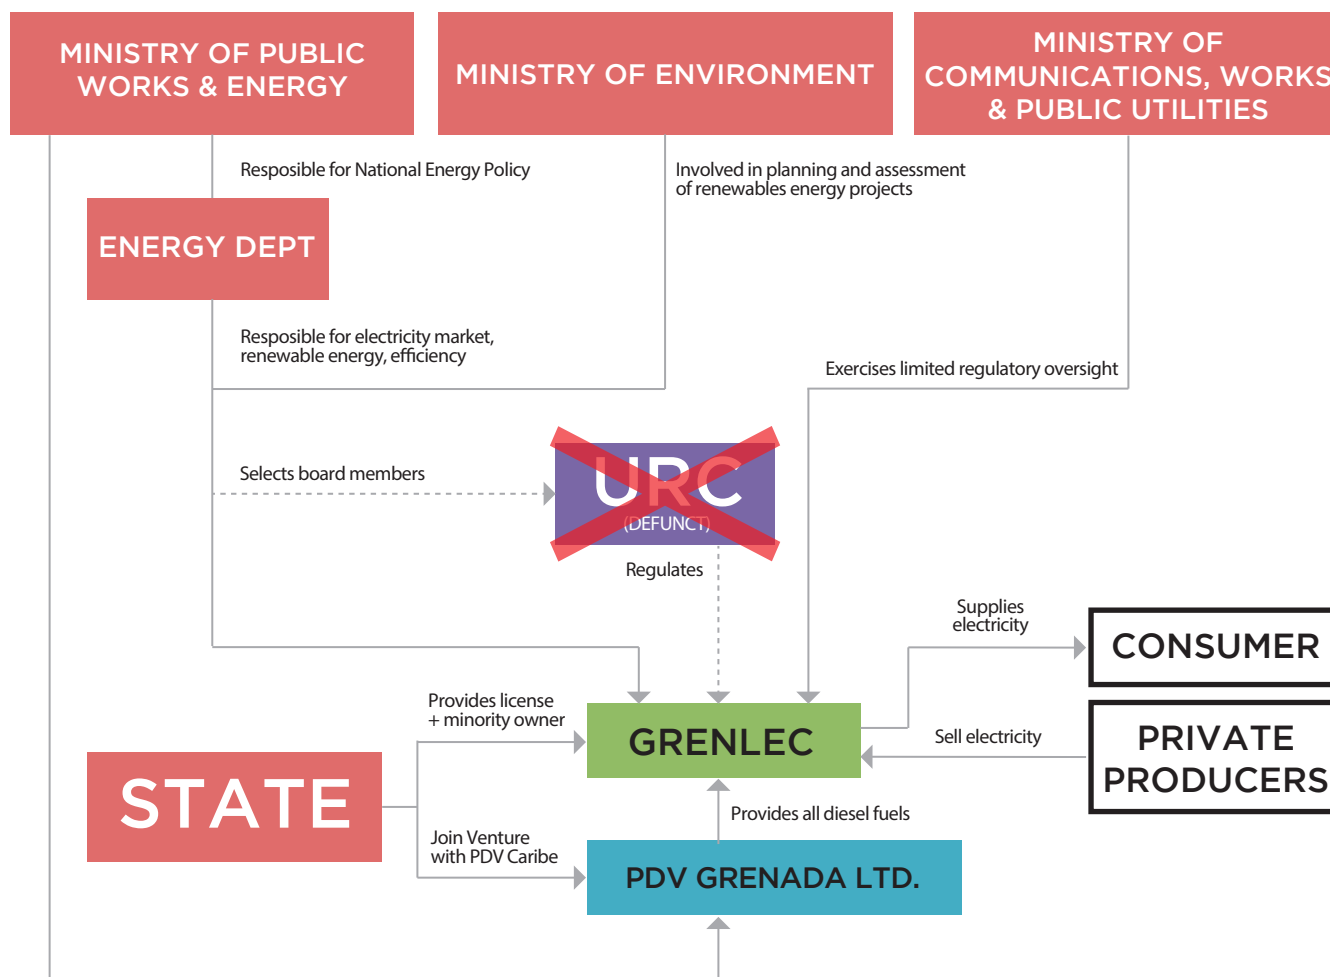 MINISTRY OF PUBLIC
WORKS & ENERGY
MINISTRY OF ENVIRONMENT
MINISTRY OF
COMMUNICATIONS, WORKS
& PUBLIC UTILITIES
Resposible for National Energy Policy
Involved in planning and assessment
of renewables energy projects
ENERGY DEPT
Resposible for electricity market,
renewable energy, efficiency
Exercises limited regulatory oversight
Selects board members
URC
(DEFUNCT)
Regulates
Supplies
electricity
CONSUMER
Provides license
+ minority owner
GRENLEC
Sell electricity
PRIVATE
PRODUCERS
STATE
Provides all diesel fuels
Join Venture
with PDV Caribe
PDV GRENADA LTD.